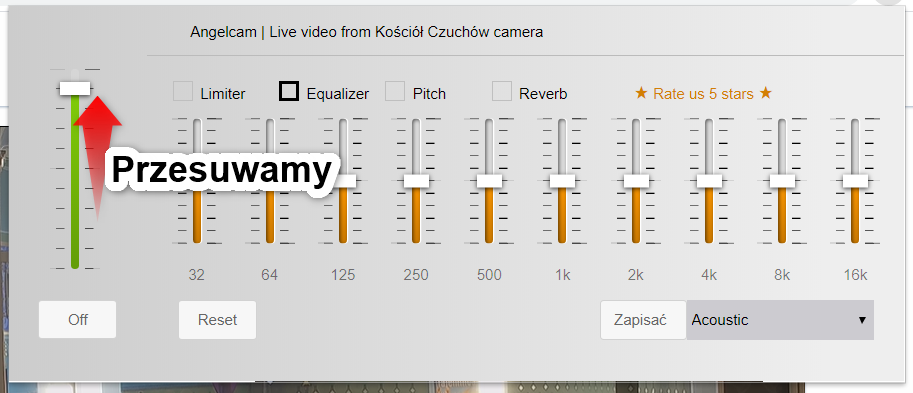 Angelcam | Live video from Kościół Czuchów camera
Limiter Equalizer Pitch Reverb ★ Rate us 5 stars ★
Przesuwamy
32 64 125 250 500 1k 2k 4k 8k 16k
Off Reset Zapisać Acoustic